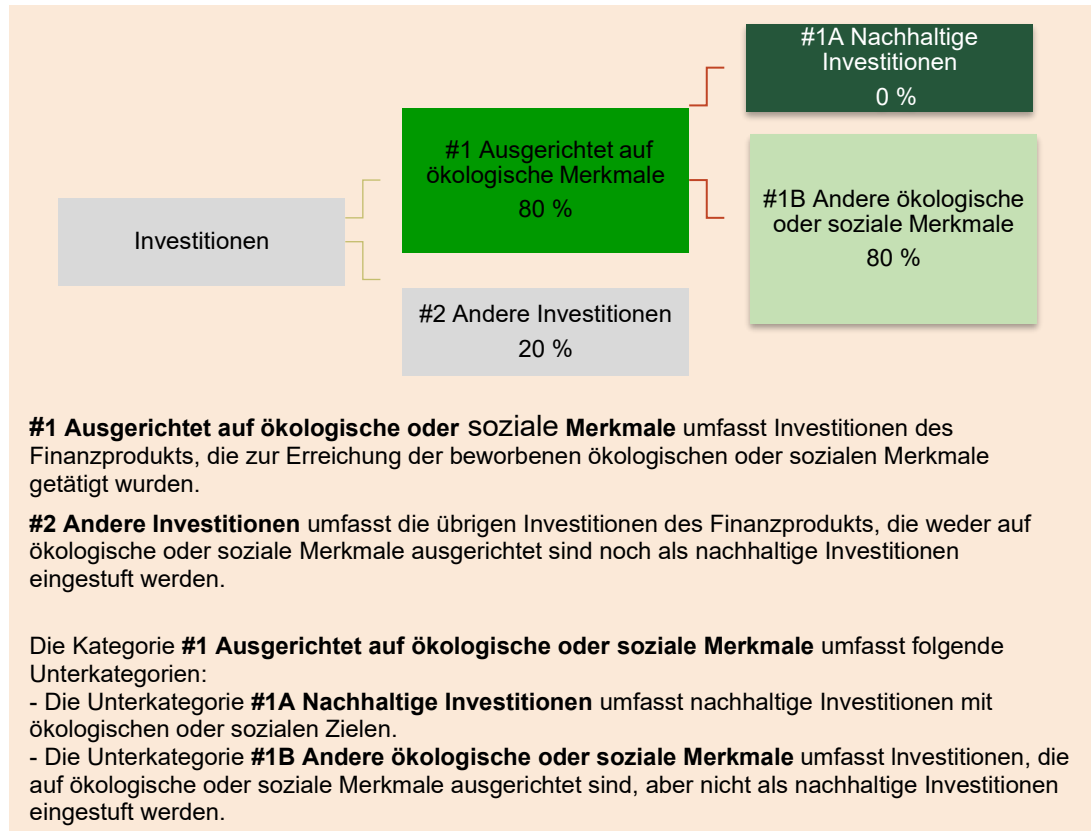 #1A Nachhaltige
Investitionen
0 %
#1 Ausgerichtet auf
ökologische Merkmale
80 %
#1B Andere ökologische
oder soziale Merkmale
80 %
Investitionen
#2 Andere Investitionen
20 %
#1 Ausgerichtet auf ökologische oder soziale Merkmale umfasst Investitionen des
Finanzprodukts, die zur Erreichung der beworbenen ökologischen oder sozialen Merkmale
getätigt wurden.
#2 Andere Investitionen umfasst die übrigen Investitionen des Finanzprodukts, die weder auf
ökologische oder soziale Merkmale ausgerichtet sind noch als nachhaltige Investitionen
eingestuft werden.
Die Kategorie #1 Ausgerichtet auf ökologische oder soziale Merkmale umfasst folgende
Unterkategorien:
- Die Unterkategorie #1A Nachhaltige Investitionen umfasst nachhaltige Investitionen mit
ökologischen oder sozialen Zielen.
- Die Unterkategorie #1B Andere ökologische oder soziale Merkmale umfasst Investitionen, die
auf ökologische oder soziale Merkmale ausgerichtet sind, aber nicht als nachhaltige Investitionen
eingestuft werden.